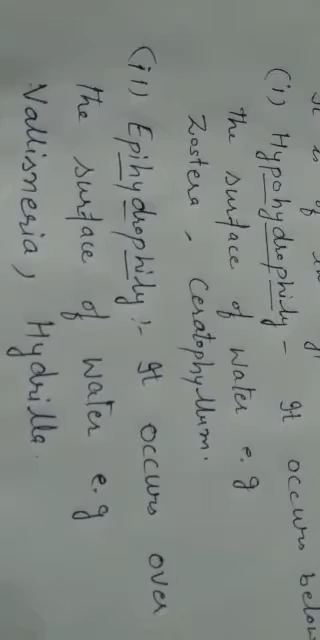 (i) Hypohydrophily - It occurs below
the surface of water e.g
Zostera, Ceratophyllum.
(ii) Epihydrophily :- It occurs over
the surface of water e.g
Vallisneria, Hydrilla.